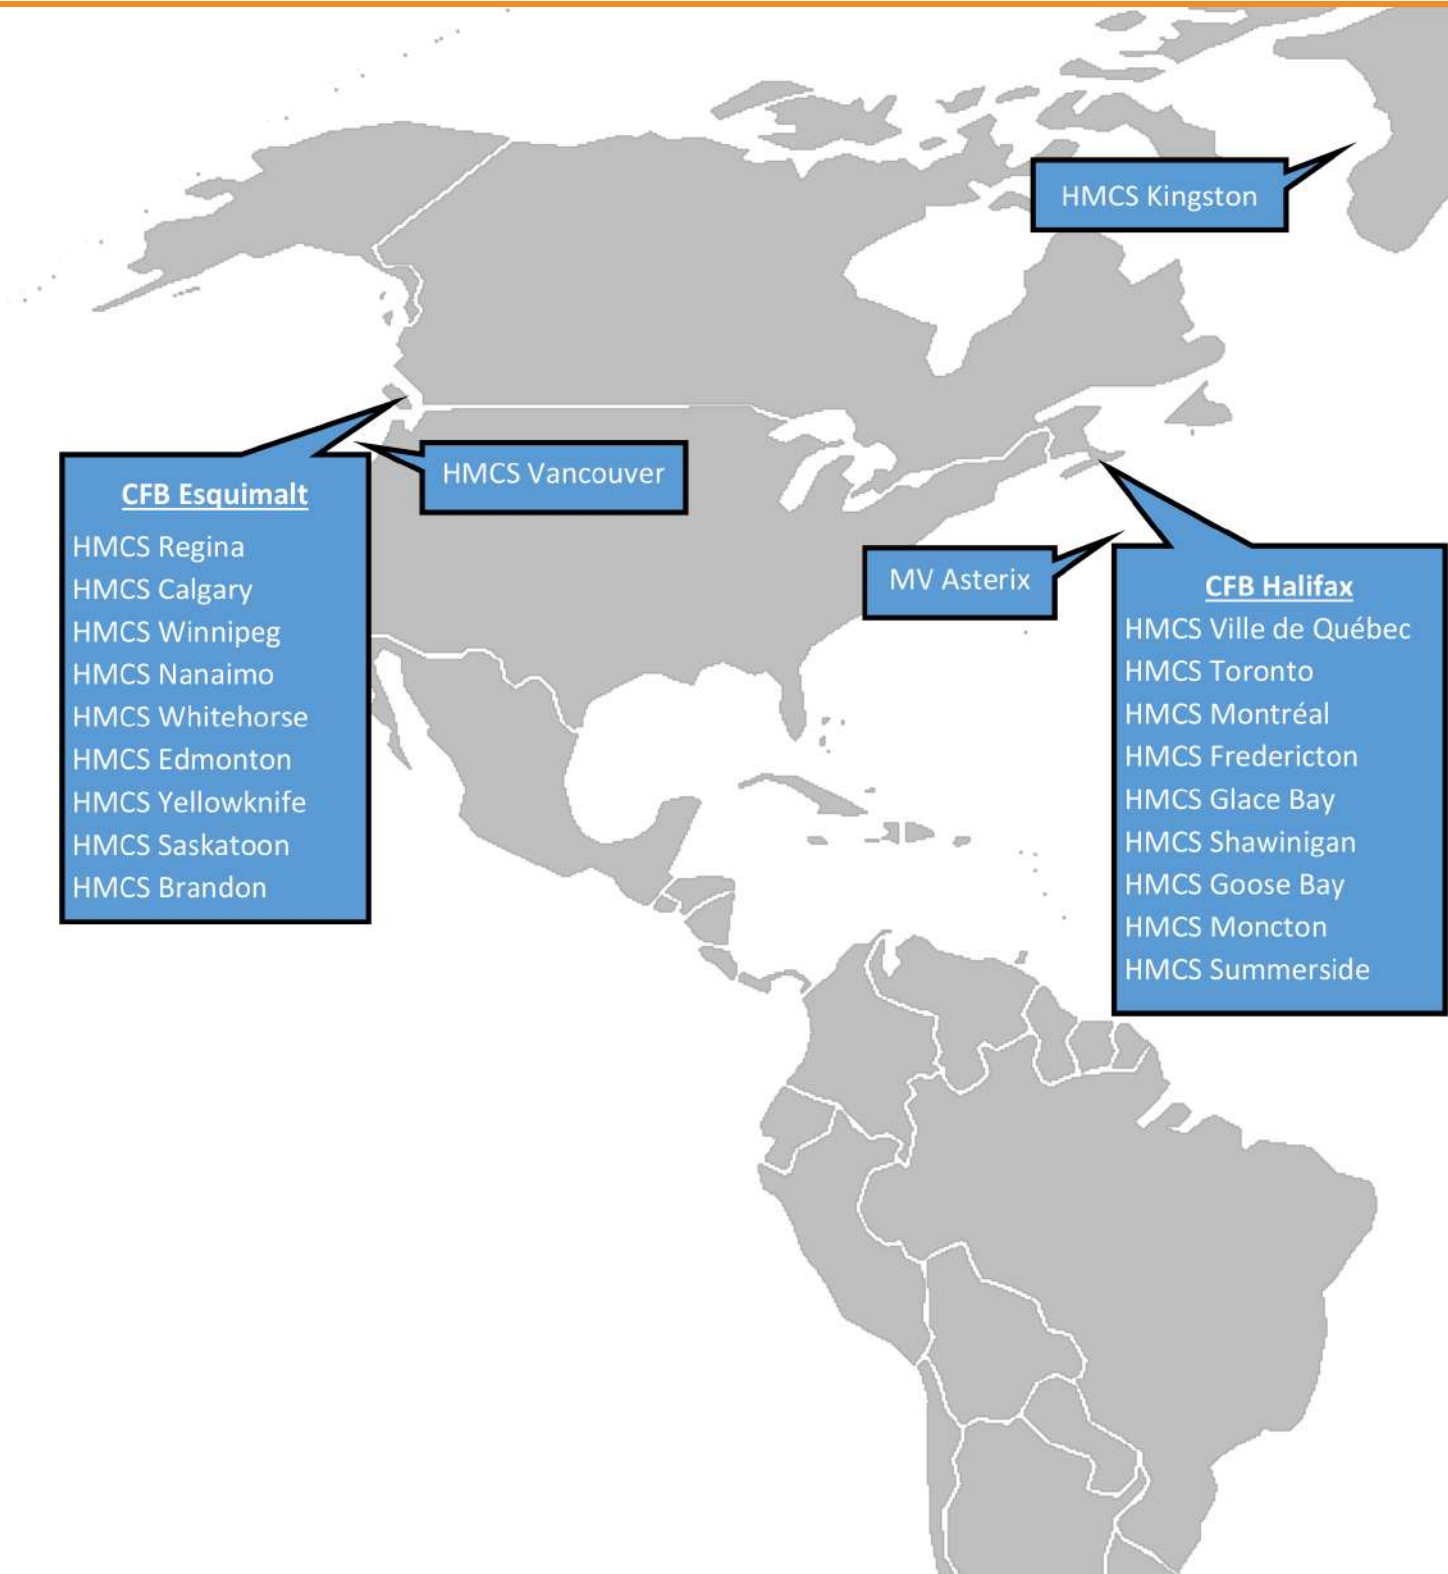 HMCS Kingston
HMCS Vancouver
CFB Esquimalt
HMCS Regina
HMCS Calgary
HMCS Winnipeg
HMCS Nanaimo
HMCS Whitehorse
HMCS Edmonton
HMCS Yellowknife
HMCS Saskatoon
HMCS Brandon
MV Asterix
CFB Halifax
HMCS Ville de Québec
HMCS Toronto
HMCS Montréal
HMCS Fredericton
HMCS Glace Bay
HMCS Shawinigan
HMCS Goose Bay
HMCS Moncton
HMCS Summerside